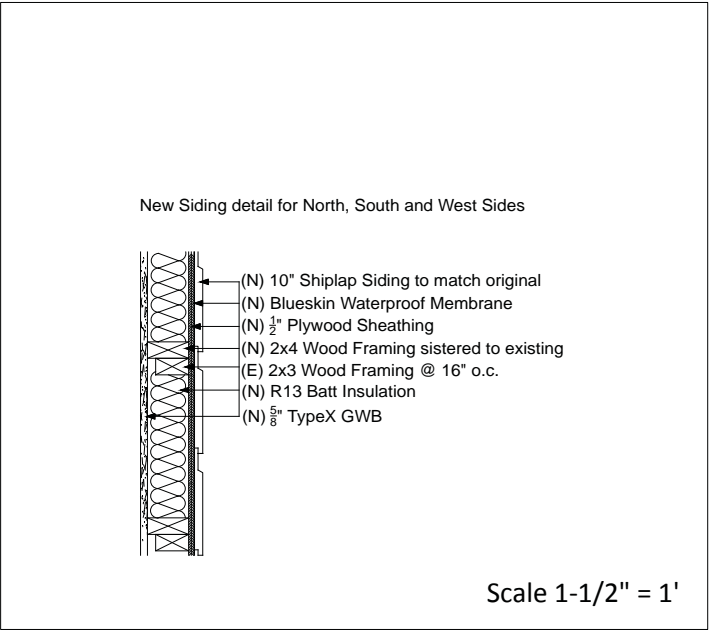 New Siding detail for North, South and West Sides
(N) 10" Shiplap Siding to match original
(N) Blueskin Waterproof Membrane
(N) 1/2" Plywood Sheathing
(N) 2x4 Wood Framing sistered to existing
(E) 2x3 Wood Framing @ 16" o.c.
(N) R13 Batt Insulation
(N) 5/8" TypeX GWB
Scale 1-1/2" = 1'